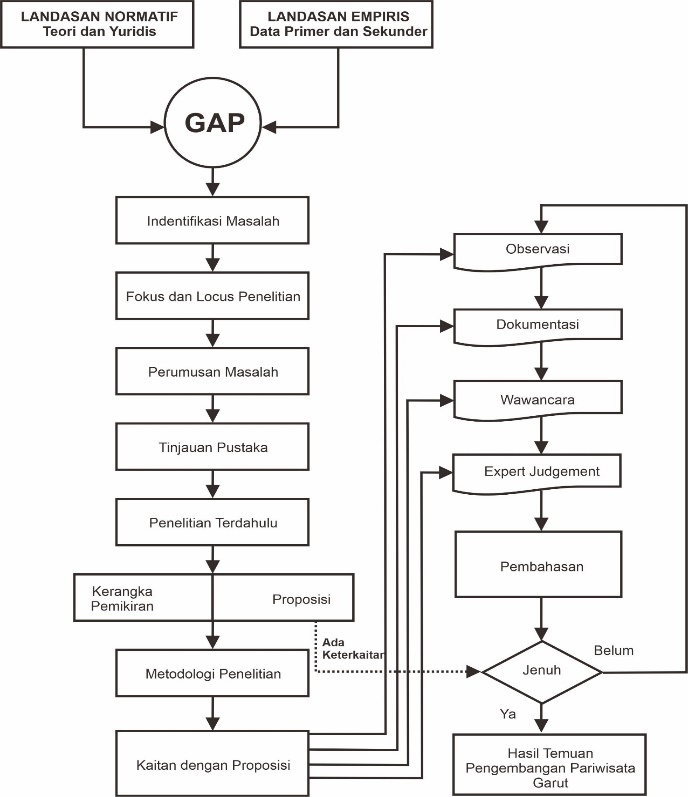 LANDASAN NORMATIF
Teori dan Yuridis
LANDASAN EMPIRIS
Data Primer dan Sekunder
GAP
Indentifikasi Masalah
Fokus dan Locus Penelitian
Perumusan Masalah
Tinjauan Pustaka
Penelitian Terdahulu
Kerangka
Pemikiran
Proposisi
Ada
Keterkaitan
Metodologi Penelitian
Kaitan dengan Proposisi
Observasi
Dokumentasi
Wawancara
Expert Judgement
Pembahasan
Jenuh
Belum
Ya
Hasil Temuan
Pengembangan Pariwisata
Garut